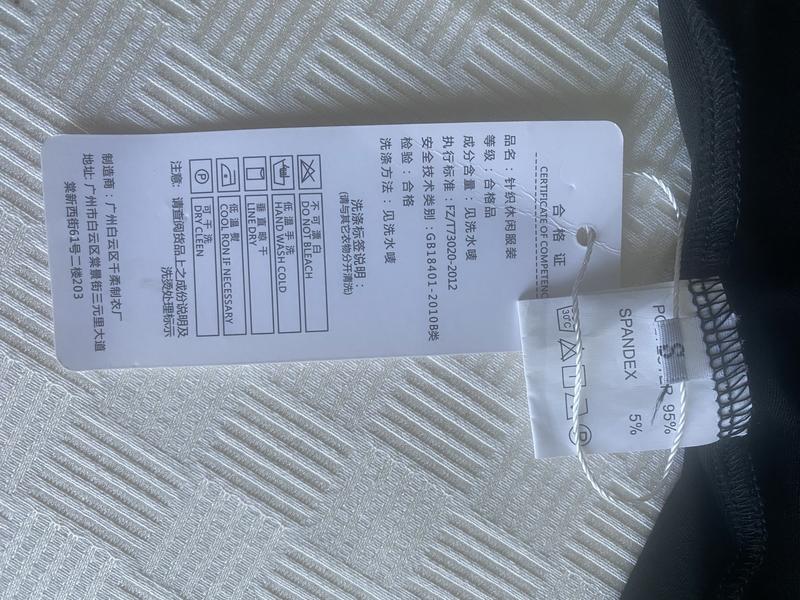 合格证
CERTIFICATE OF COMPETENC
品名：针织休闲服装
等级：合格品
成分含量：见洗水唛
执行标准：FZ/T73020-2012
安全技术类别：GB18401-2010B类
检验：合格
洗涤方法：见洗水唛
洗涤标签说明：
(请与其它衣物分开清洗)
不可漂白
DO NOT BLEACH
低温手洗
HAND WASH COLD
垂直晾干
LINE DRY
低温熨
COOL RON IF NECESSARY
可干洗
DRY CLEEN
注意: 请查阅货品上之成份说明及
洗烫处理标示
制造商：广州白云区千柔制衣厂
地址：广州市白云区棠景街三元里大道
棠新西街61号二楼203
S
95%
SPANDEX 5%
30℃
P